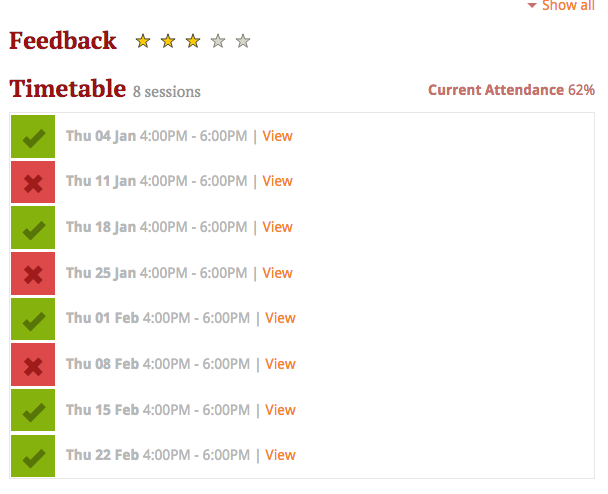 Show all
Feedback
Timetable 8 sessions
Current Attendance 62%
Thu 04 Jan 4:00PM - 6:00PM | View
Thu 11 Jan 4:00PM - 6:00PM | View
Thu 18 Jan 4:00PM - 6:00PM | View
Thu 25 Jan 4:00PM - 6:00PM | View
Thu 01 Feb 4:00PM - 6:00PM | View
Thu 08 Feb 4:00PM - 6:00PM | View
Thu 15 Feb 4:00PM - 6:00PM | View
Thu 22 Feb 4:00PM - 6:00PM | View